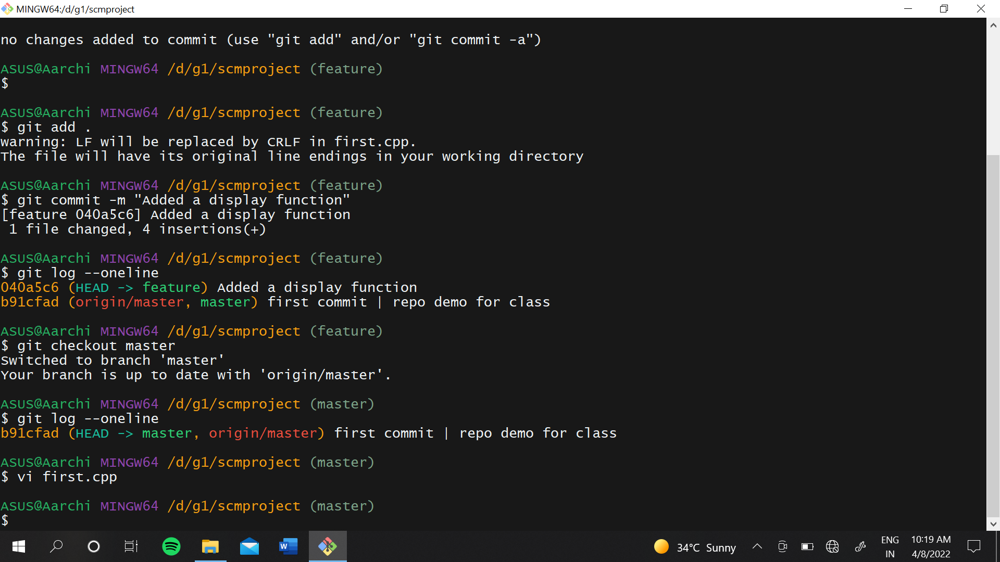 MINGW64:/d/g1/scmproject
no changes added to commit (use "git add" and/or "git commit -a")
ASUS@Aarchi MINGW64 /d/g1/scmproject (feature)
$
ASUS@Aarchi MINGW64 /d/g1/scmproject (feature)
$ git add .
warning: LF will be replaced by CRLF in first.cpp.
The file will have its original line endings in your working directory
ASUS@Aarchi MINGW64 /d/g1/scmproject (feature)
$ git commit -m "Added a display function"
[feature 040a5c6] Added a display function
 1 file changed, 4 insertions(+)
ASUS@Aarchi MINGW64 /d/g1/scmproject (feature)
$ git log --oneline
040a5c6 (HEAD -> feature) Added a display function
b91cfad (origin/master, master) first commit | repo demo for class
ASUS@Aarchi MINGW64 /d/g1/scmproject (feature)
$ git checkout master
Switched to branch 'master'
Your branch is up to date with 'origin/master'.
ASUS@Aarchi MINGW64 /d/g1/scmproject (master)
$ git log --oneline
b91cfad (HEAD -> master, origin/master) first commit | repo demo for class
ASUS@Aarchi MINGW64 /d/g1/scmproject (master)
$ vi first.cpp
ASUS@Aarchi MINGW64 /d/g1/scmproject (master)
$
W
34°C Sunny
ENG
IN
10:19 AM
4/8/2022